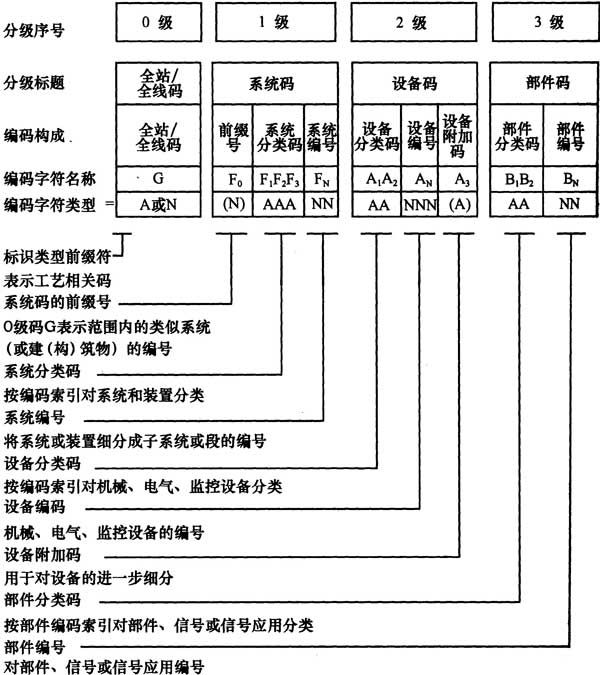 分级序号 0 级 1 级 2 级 3 级
分级标题 全站/全线码 系统码 设备码 部件码
编码构成. 全站/全线码 前缀号 系统分类码 系统编号 设备分类码 设备编号 设备附加码 部件分类码 部件编号
编码字符名称 G F₀ F₁F₂F₃ F_N A₁A₂ A_N A₃ B₁B₂ B_N
编码字符类型 = A或N (N) AAA NN AA NNN (A) AA NN
标识类型前缀符
表示工艺相关码
系统码的前缀号
0级码G表示范围内的类似系统
(或建(构)筑物)的编号
系统分类码
按编码索引对系统和装置分类
系统编号
将系统或装置细分成子系统或段的编号
设备分类码
按编码索引对机械、电气、监控设备分类
设备编码
机械、电气、监控设备的编号
设备附加码
用于对设备的进一步细分
部件分类码
按部件编码索引对部件、信号或信号应用分类
部件编号
对部件、信号或信号应用编号